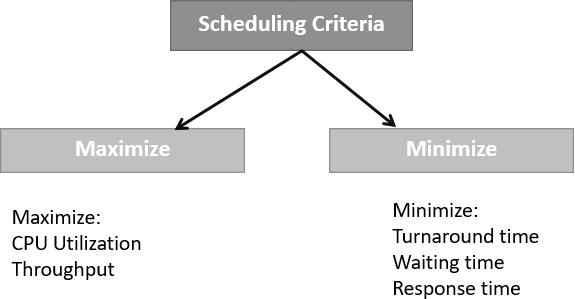 Scheduling Criteria
Maximize
Minimize
Maximize:
CPU Utilization
Throughput
Minimize:
Turnaround time
Waiting time
Response time